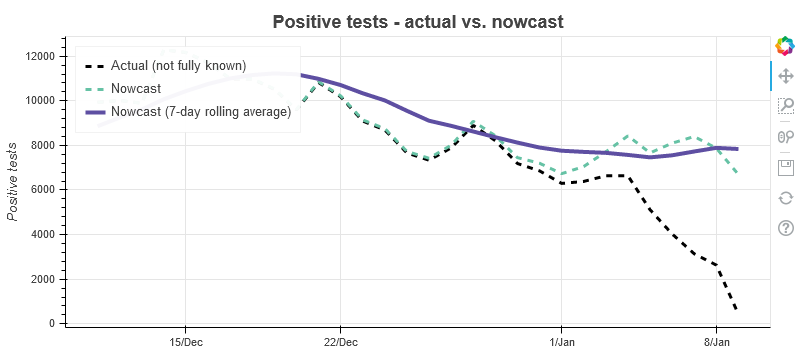 Positive tests - actual vs. nowcast
Actual (not fully known)
Nowcast
Nowcast (7-day rolling average)
Positive tests
12000
10000
8000
6000
4000
2000
0
15/Dec
22/Dec
1/Jan
8/Jan